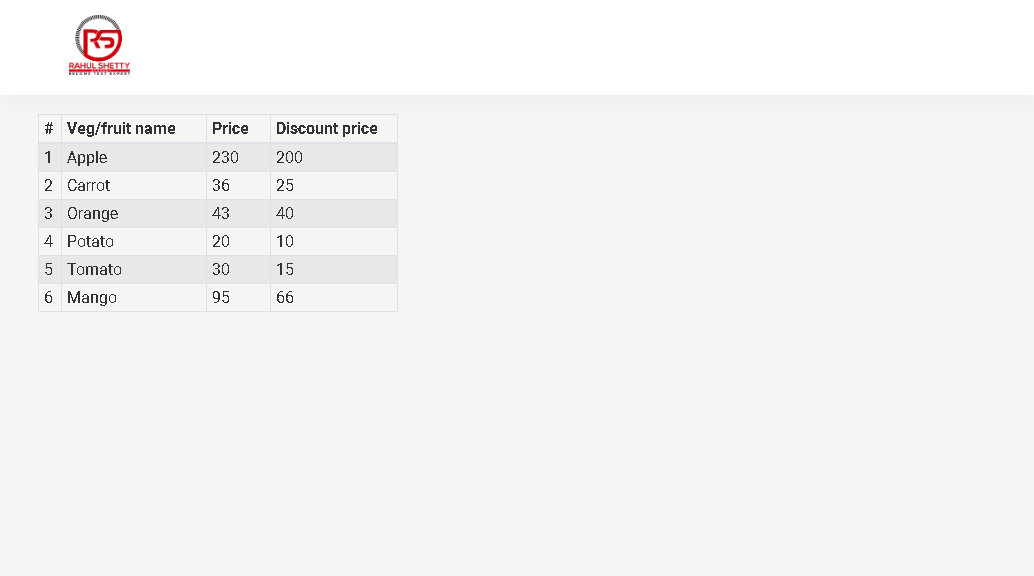 RS
RAHUL SHETTY
BECOME TEST EXPERT
# Veg/fruit name Price Discount price
1 Apple 230 200
2 Carrot 36 25
3 Orange 43 40
4 Potato 20 10
5 Tomato 30 15
6 Mango 95 66